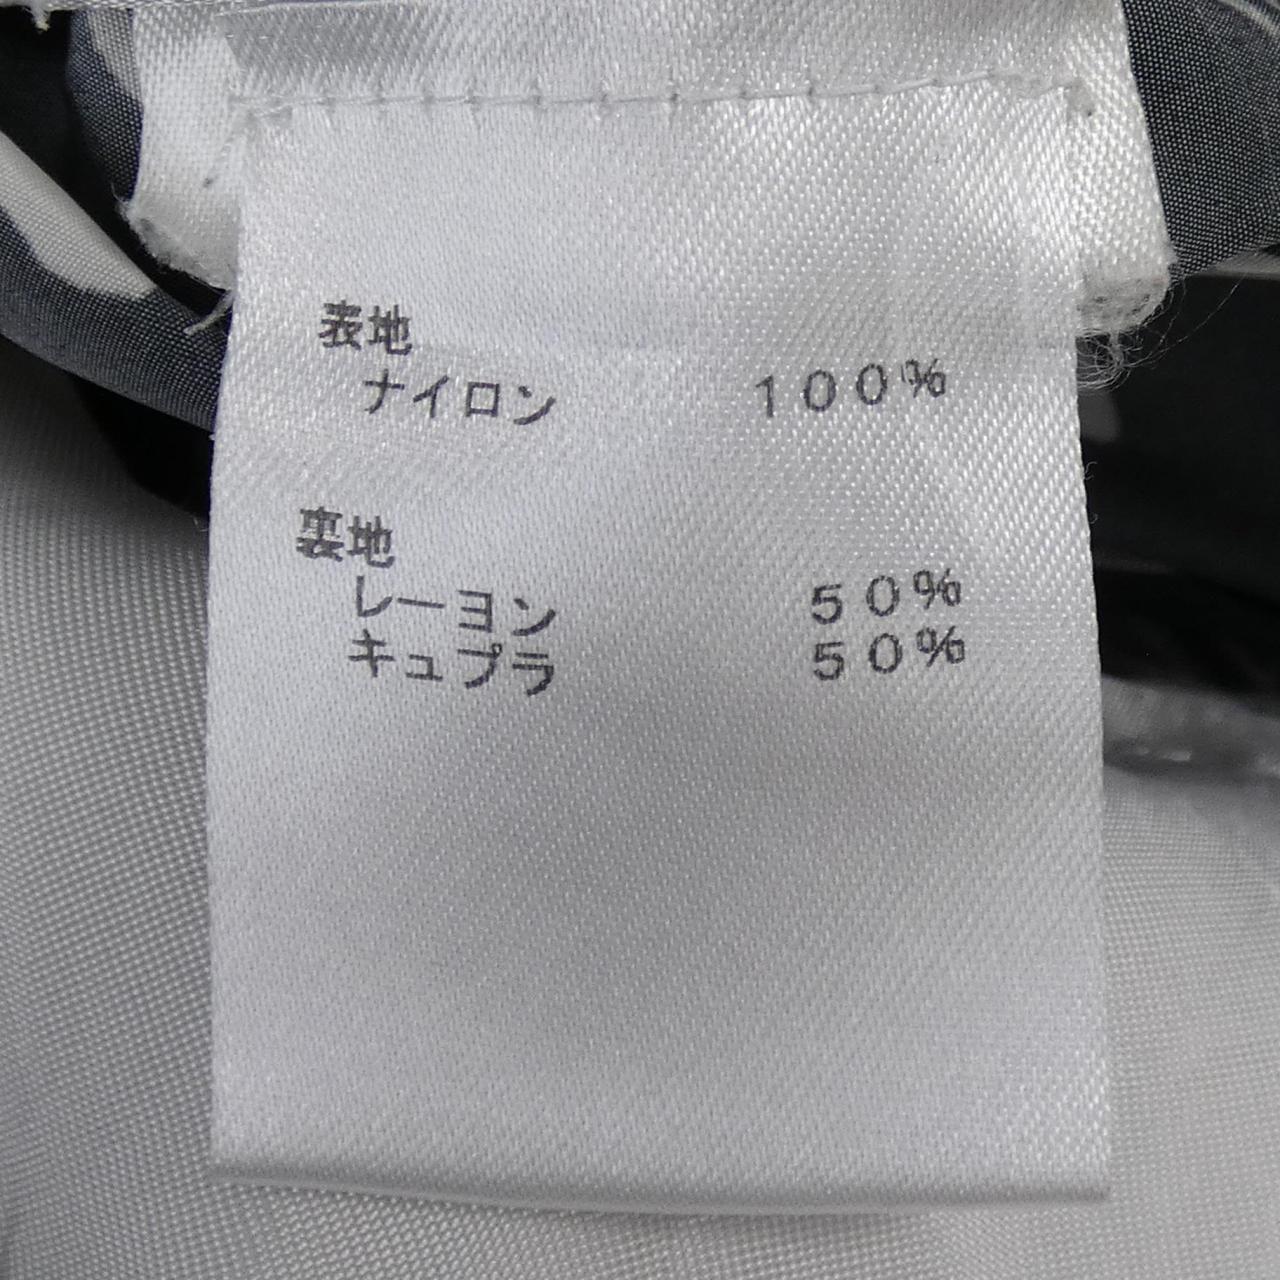 表地
ナイロン 100%
裏地
レーヨン 50%
キュプラ 50%